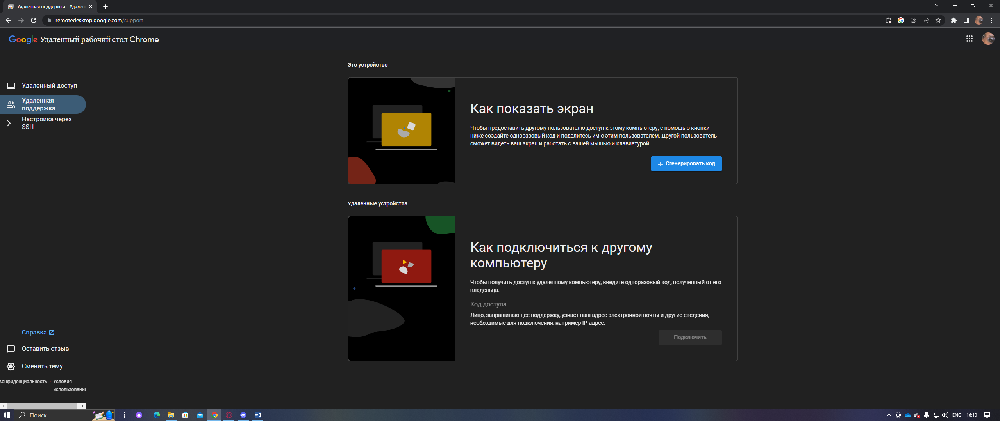 Удаленная поддержка - Удален
remotedesktop.google.com/support
Google Удаленный рабочий стол Chrome
Удаленный доступ
Удаленная
поддержка
Настройка через
SSH
Это устройство
Как показать экран
Чтобы предоставить другому пользователю доступ к этому компьютеру, с помощью кнопки
ниже создайте одноразовый код и поделитесь им с этим пользователем. Другой пользователь
сможет видеть ваш экран и работать с вашей мышью и клавиатурой.
Сгенерировать код
Удаленные устройства
Как подключиться к другому
компьютеру
Чтобы получить доступ к удаленному компьютеру, введите одноразовый код, полученный от его
владельца.
Код доступа
Лицо, запрашивающее поддержку, узнает ваш адрес электронной почты и другие сведения,
необходимые для подключения, например IP-адрес.
Подключить
Справка
Оставить отзыв
Сменить тему
Конфиденциальность · Условия
использования
Поиск
ENG 16:10